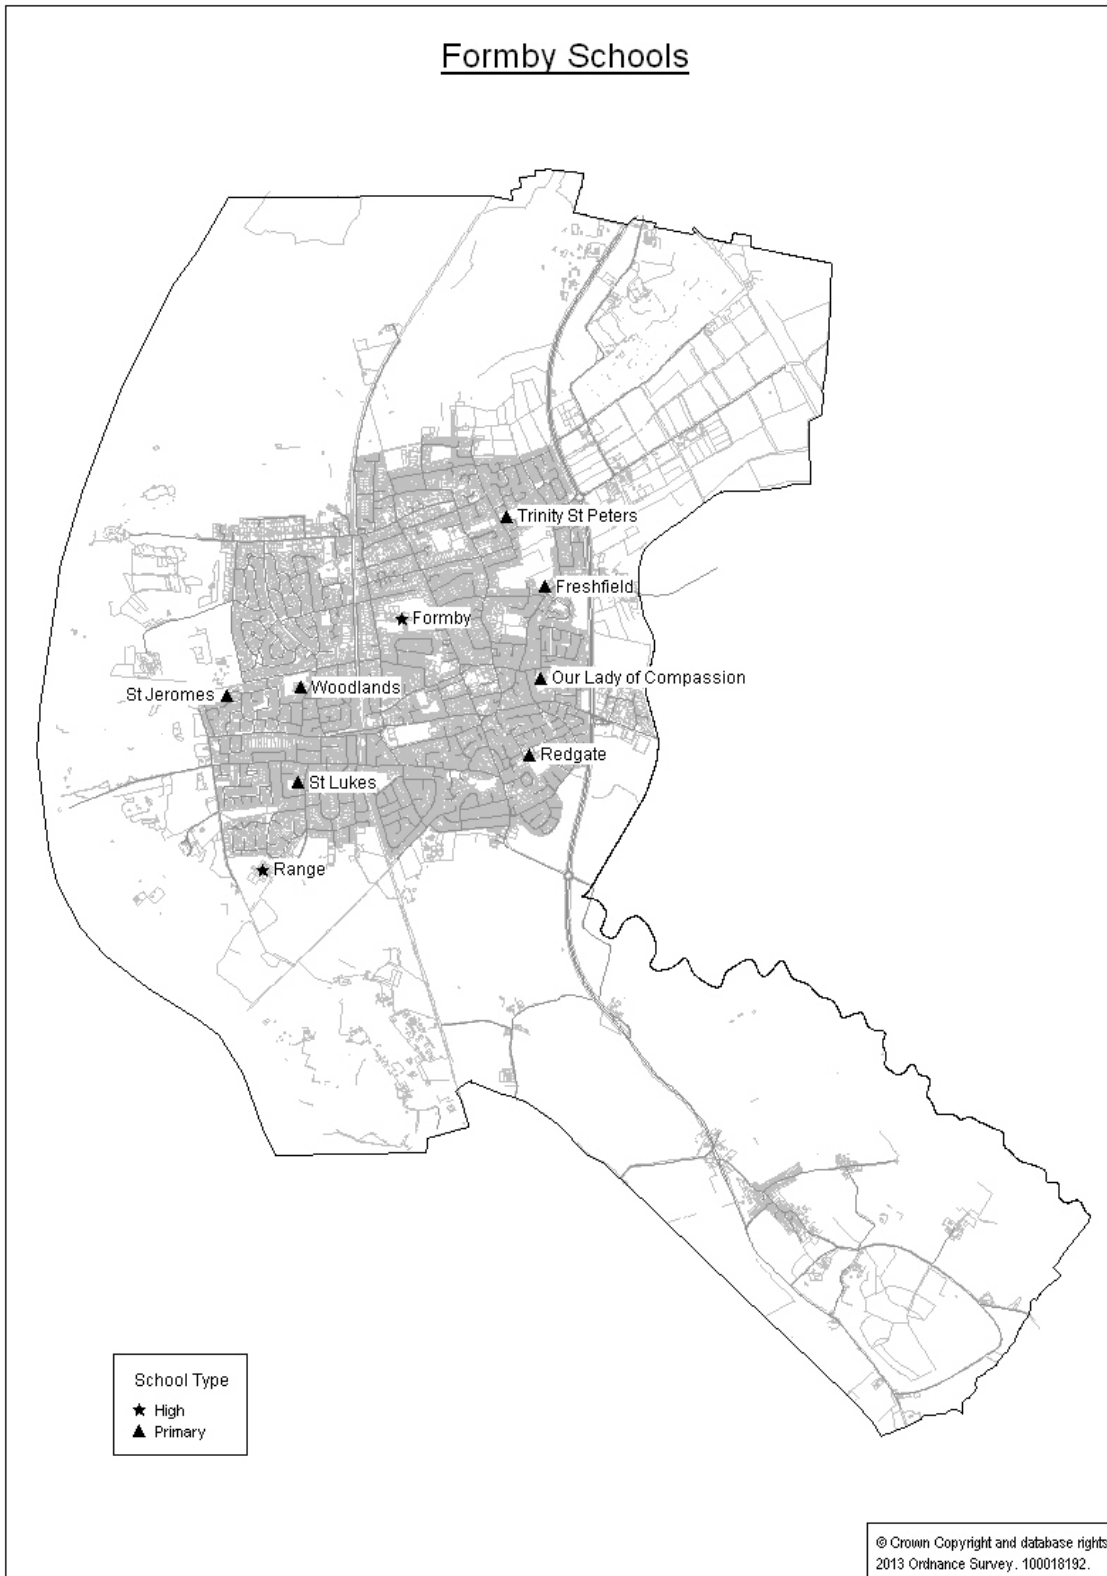 Formby Schools
Trinity St Peters
Freshfield
Formby
Our Lady of Compassion
Woodlands
St Jeromes
Redgate
St Lukes
Range
School Type
High
Primary
© Crown Copyright and database rights
2013 Ordnance Survey. 100018192.